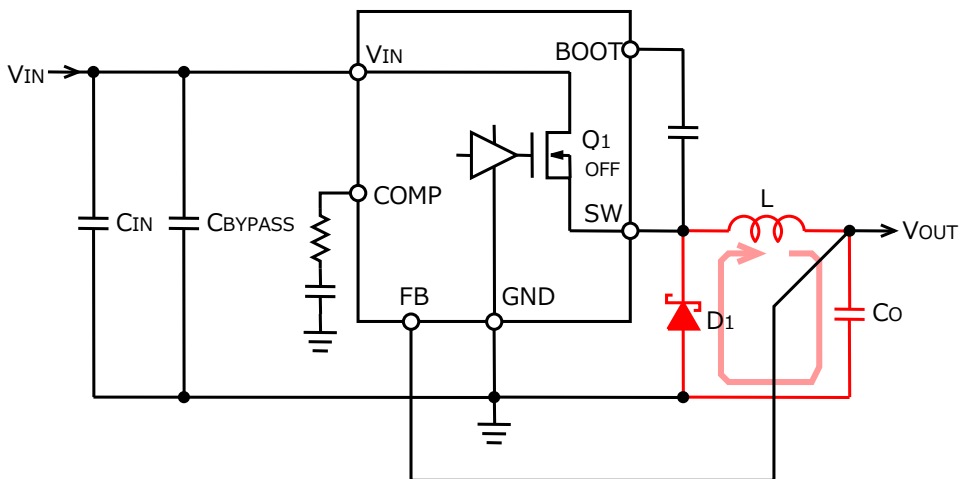 VIN
VIN
BOOT
Q1
OFF
COMP
CIN
CBYPASS
SW
L
VOUT
FB
GND
D1
CO